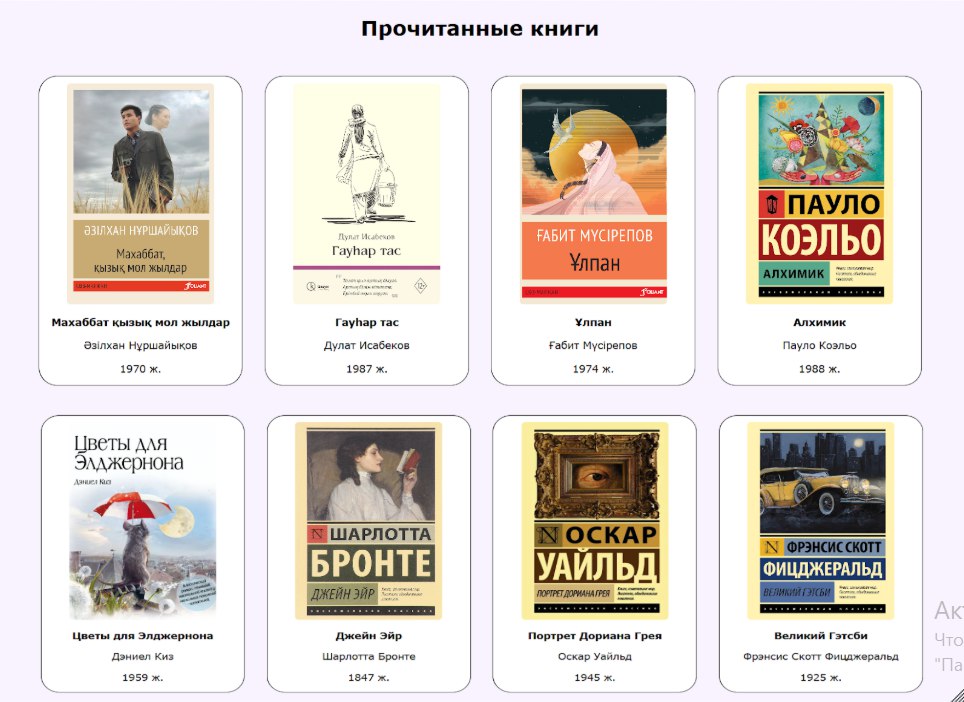 Прочитанные книги
ӘЗІЛХАН НҰРШАЙЫҚОВ
Махаббат,
қызық мол жылдар
FOLIANT
Махаббат қызық мол жылдар
Әзілхан Нұршайықов
1970 ж.
Дулат Исабеков
Гауһар тас
12+
Гауһар тас
Дулат Исабеков
1987 ж.
ҒАБИТ МҮСІРЕПОВ
Ұлпан
FOLIANT
Ұлпан
Ғабит Мүсірепов
1974 ж.
ПАУЛО
КОЭЛЬО
АЛХИМИК
Алхимик
Пауло Коэльо
1988 ж.
Цветы для
Элджернона
Дэниел Киз
Цветы для Элджернона
Дэниел Киз
1959 ж.
N ШАРЛОТТА
БРОНТЕ
ДЖЕЙН ЭЙР
Джейн Эйр
Шарлотта Бронте
1847 ж.
N ОСКАР
УАЙЛЬД
ПОРТРЕТ ДОРИАНА ГРЕЯ
Портрет Дориана Грея
Оскар Уайльд
1945 ж.
N ФРЭНСИС СКОТТ
ФИЦДЖЕРАЛЬД
ВЕЛИКИЙ ГЭТСБИ
Великий Гэтсби
Фрэнсис Скотт Фицджеральд
1925 ж.
Ак
Что
"Па